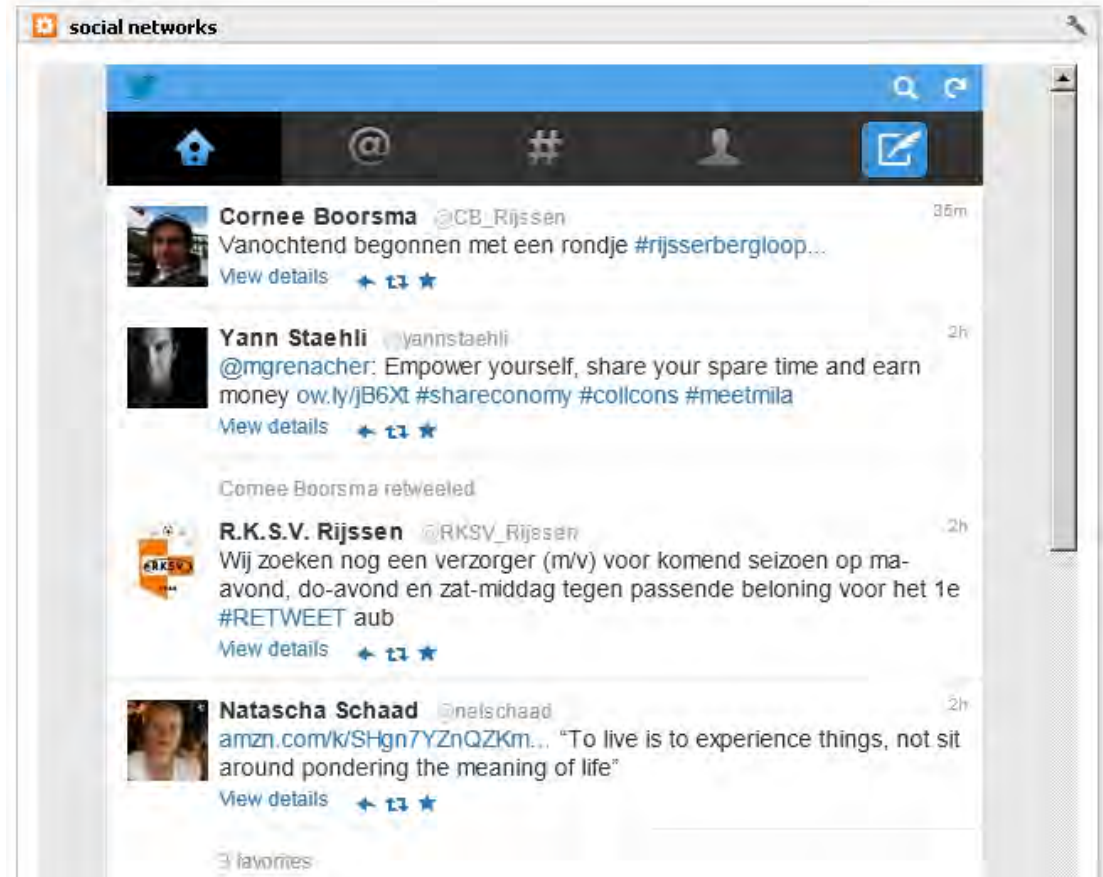 social networks
Cornee Boorsma @CB_Rijssen 35m
Vanochtend begonnen met een rondje #rijsserbergloop...
View details
Yann Staehli @yannstaehli 2h
@mgrenacher: Empower yourself, share your spare time and earn
money ow.ly/jB6Xt #shareconomy #collcons #meetmila
View details
Cornee Boorsma retweeted
R.K.S.V. Rijssen @RKSV_Rijssen 2h
RKSV
Wij zoeken nog een verzorger (m/v) voor komend seizoen op ma-
avond, do-avond en zat-middag tegen passende beloning voor het 1e
#RETWEET aub
View details
Natascha Schaad @natschaad 2h
amzn.com/k/SHgn7YZnQZKm... “To live is to experience things, not sit
around pondering the meaning of life”
View details
3 favorites